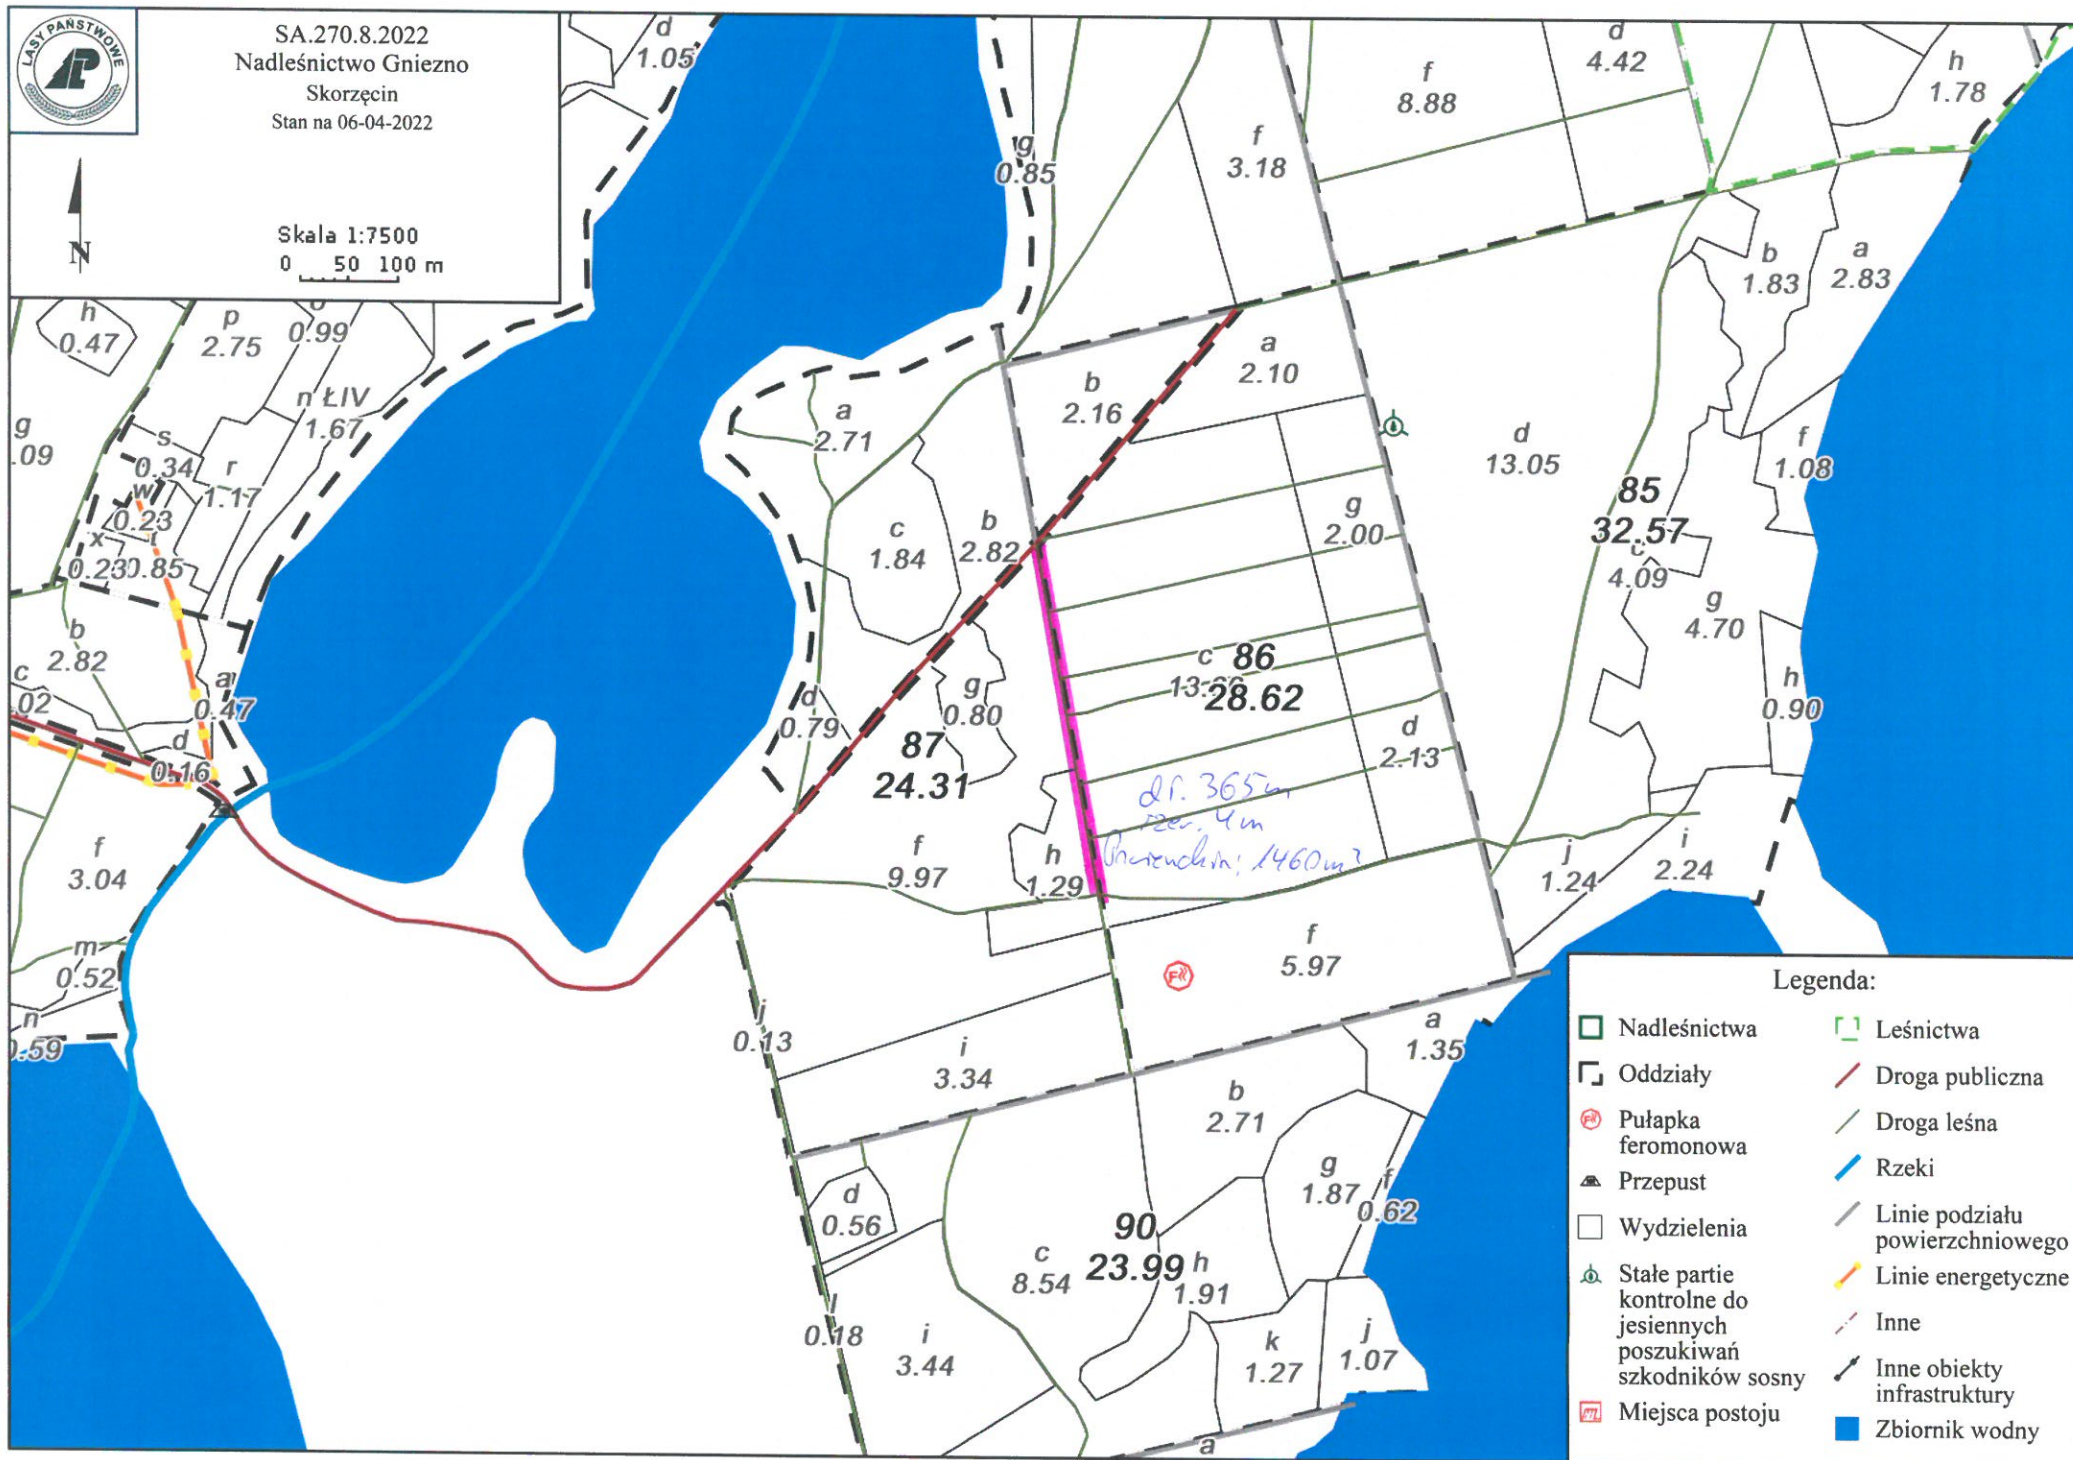 LASY PAŃSTWOWE
SA.270.8.2022
Nadleśnictwo Gniezno
Skorzęcin
Stan na 06-04-2022
N
Skala 1:7500
0 50 100 m
d
1.05
g
0.85
f
3.18
f
8.88
d
4.42
h
1.78
h
0.47
p
2.75
0.99
n ŁIV
1.67
g
.09
s
0.34
r
1.17
w
0.23
x
0.23
0.85
b
2.82
c
.02
a
0.47
d
0.16
f
3.04
m
0.52
n
0.59
a
2.71
c
1.84
b
2.82
b
2.16
a
2.10
d
13.05
b
1.83
a
2.83
f
1.08
85
32.57
4.09
g
4.70
h
0.90
g
2.00
c 86
28.62
d
2.13
d
0.79
g
0.80
87
24.31
f
9.97
h
1.29
dł. 365m
szer. 4m
1460m²
j
1.24
i
2.24
f
5.97
j
0.13
i
3.34
a
1.35
b
2.71
g
1.87
f
0.62
d
0.56
90
23.99
c
8.54
h
1.91
l
0.18
i
3.44
k
1.27
j
1.07
a
Legenda:
Nadleśnictwa
Oddziały
Pułapka
feromonowa
Przepust
Wydzielenia
Stałe partie
kontrolne do
jesiennych
poszukiwań
szkodników sosny
Miejsca postoju
Leśnictwa
Droga publiczna
Droga leśna
Rzeki
Linie podziału
powierzchniowego
Linie energetyczne
Inne
Inne obiekty
infrastruktury
Zbiornik wodny